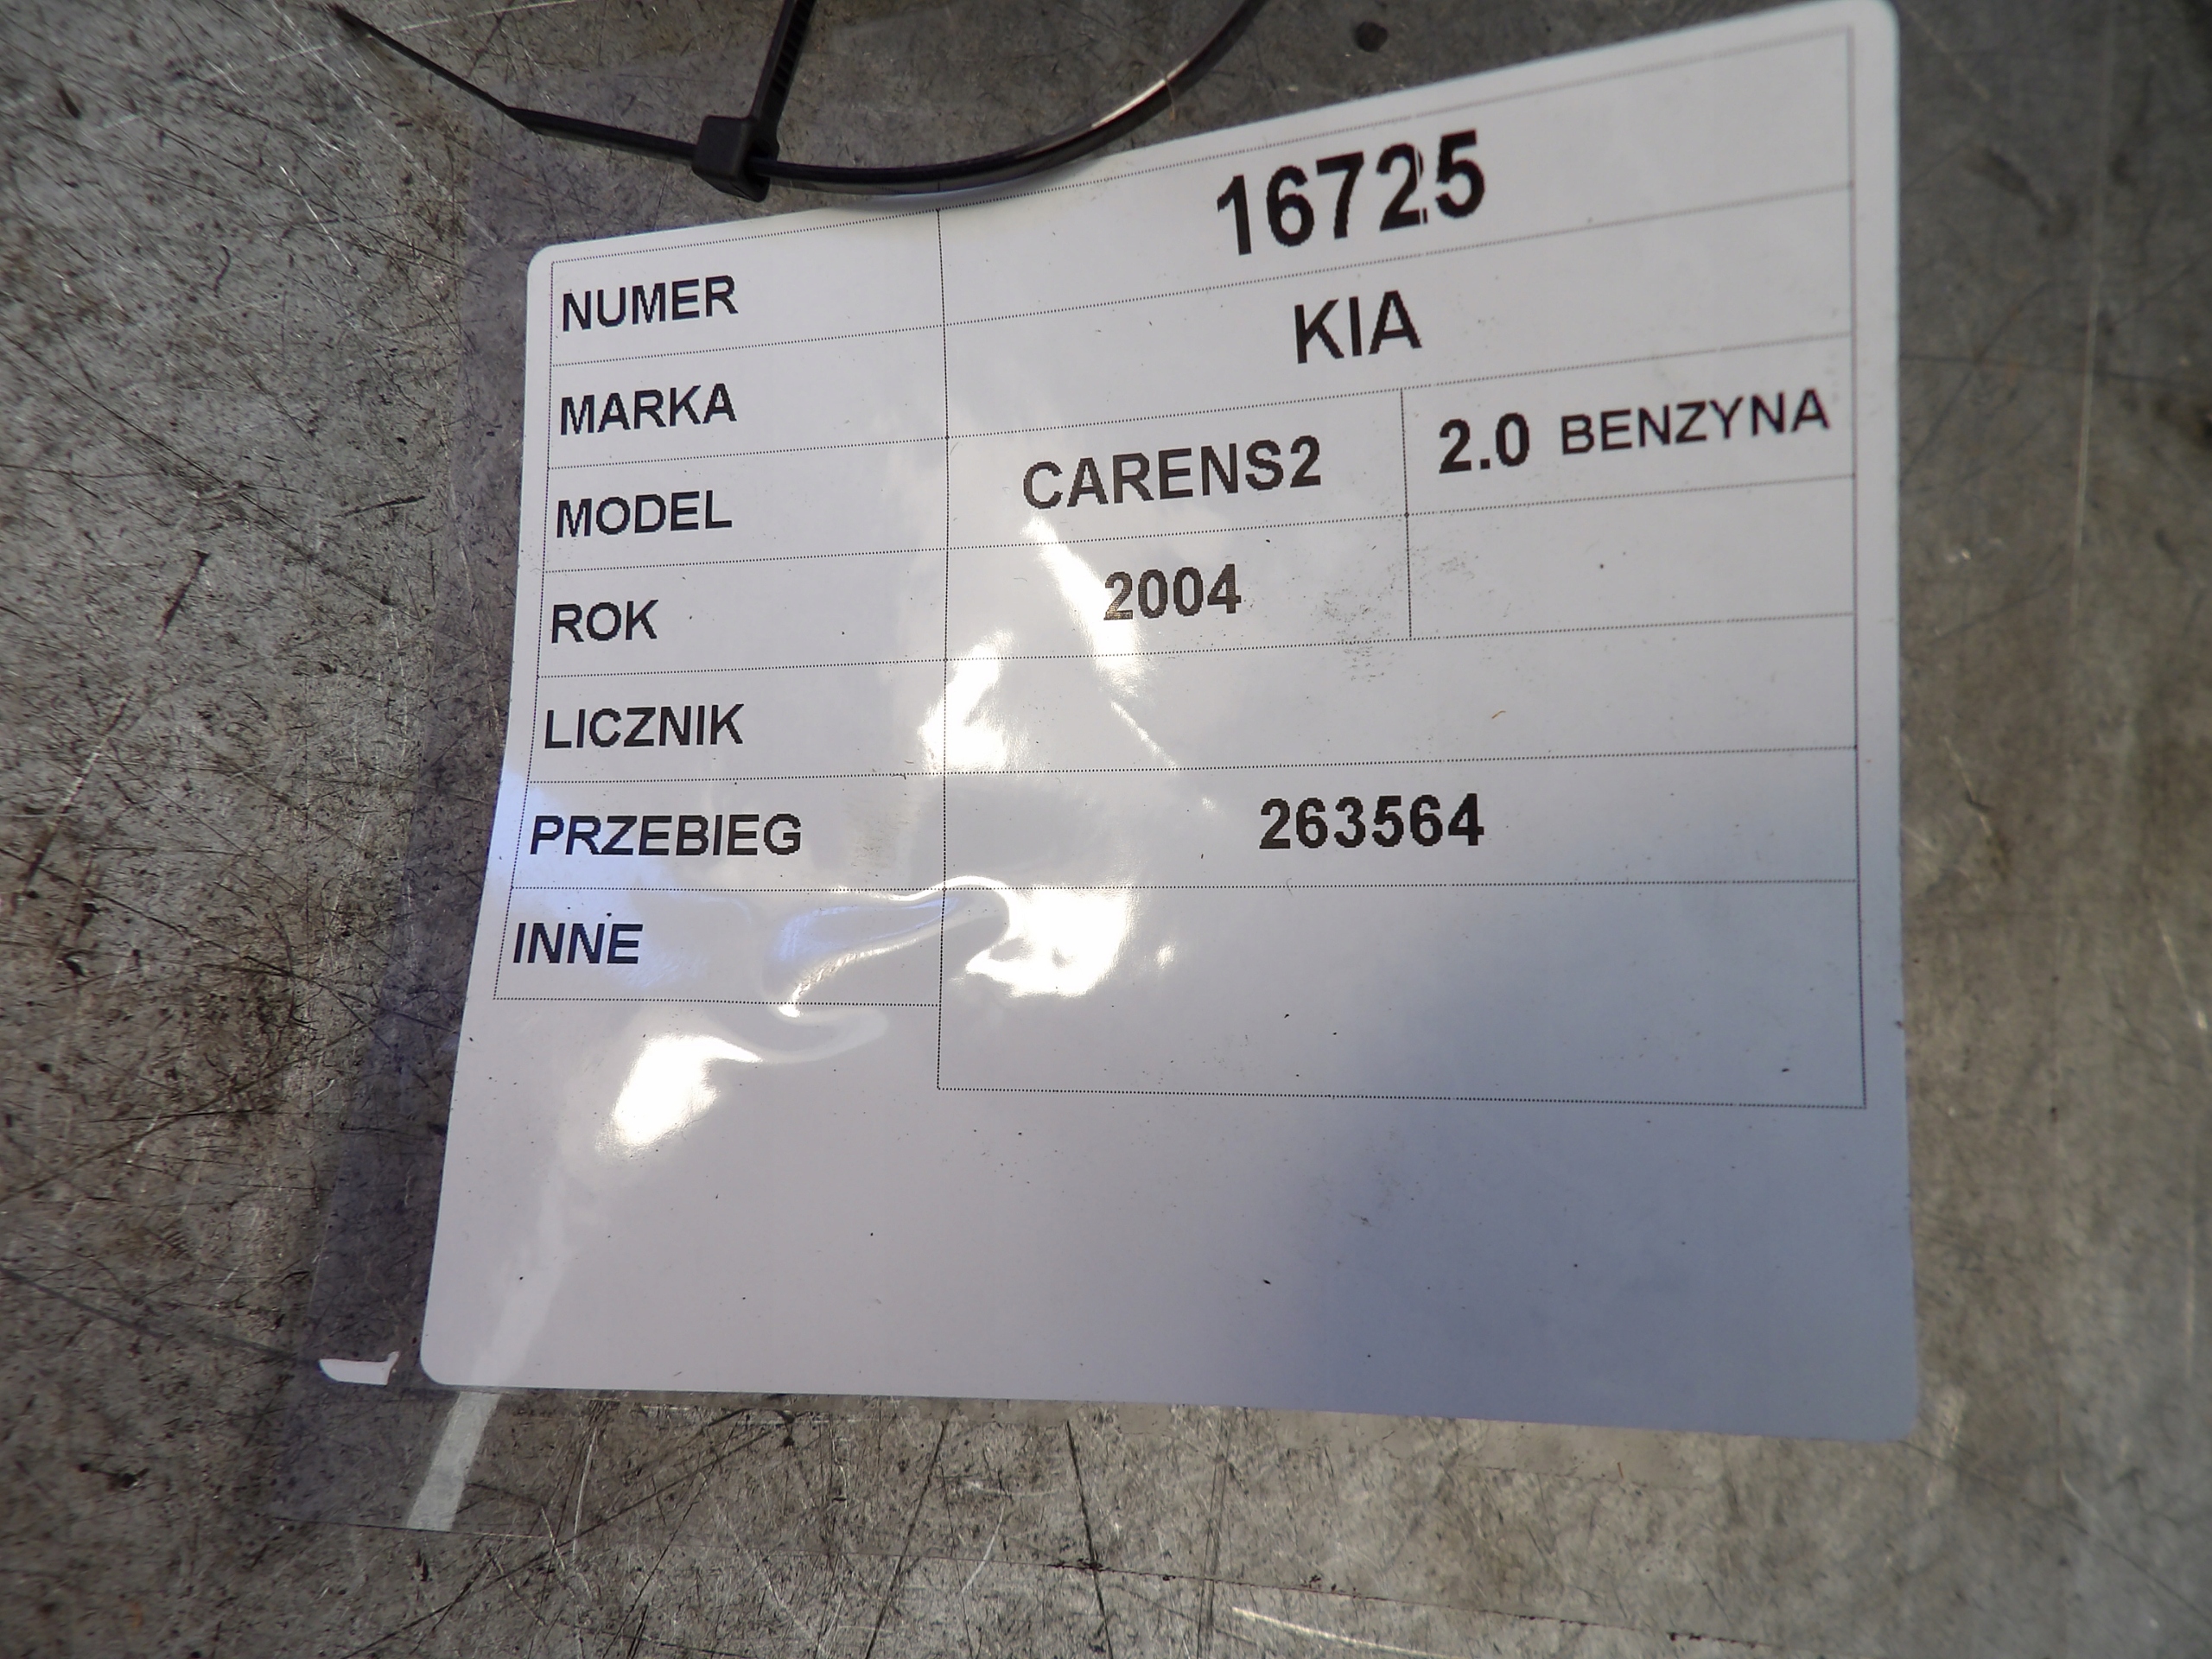 NUMER 16725
MARKA KIA
MODEL CARENS2 2.0 BENZYNA
ROK 2004
LICZNIK
PRZEBIEG 263564
INNE